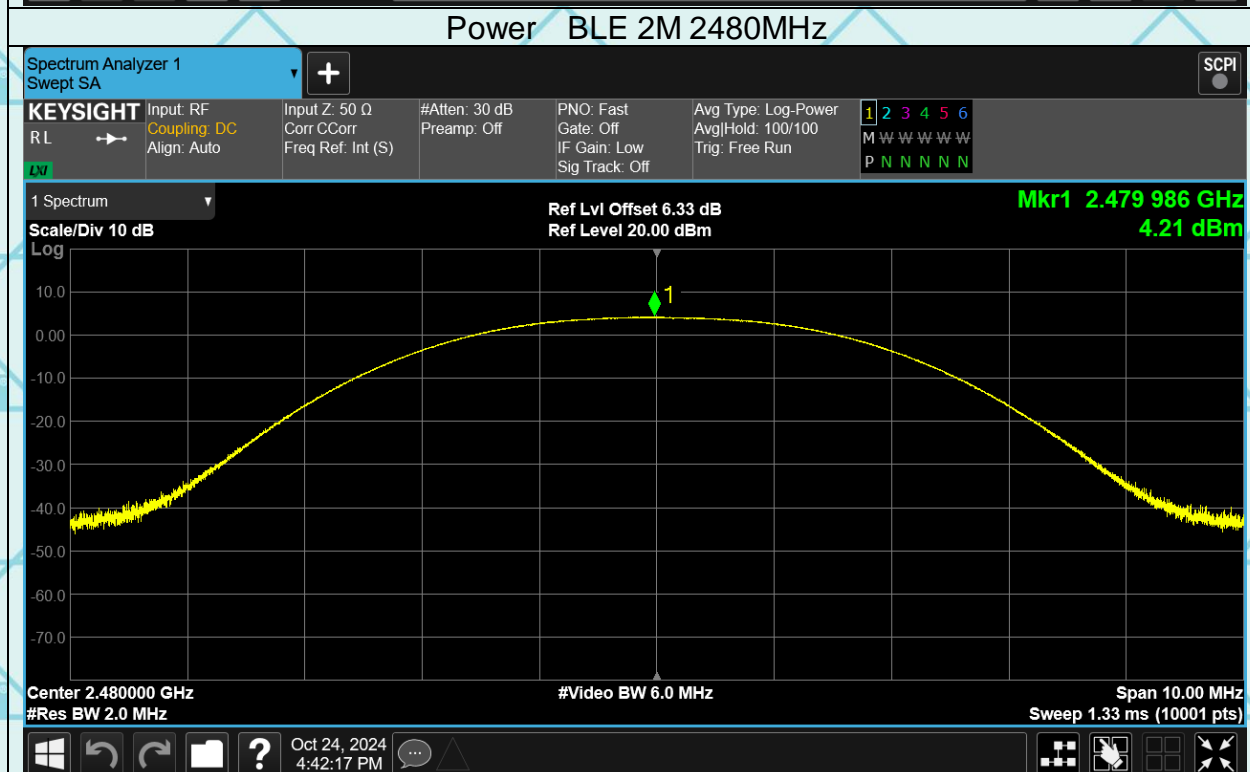 Power BLE 2M 2480MHz
Spectrum Analyzer 1
Swept SA
SCPI
KEYSIGHT
R L
LXI
Input: RF
Coupling: DC
Align: Auto
Input Z: 50 Ω
Corr CCorr
Freq Ref: Int (S)
#Atten: 30 dB
Preamp: Off
PNO: Fast
Gate: Off
IF Gain: Low
Sig Track: Off
Avg Type: Log-Power
Avg|Hold: 100/100
Trig: Free Run
1 2 3 4 5 6
M W W W W W W
P N N N N N N
1 Spectrum
Scale/Div 10 dB
Log
Ref Lvl Offset 6.33 dB
Ref Level 20.00 dBm
Mkr1 2.479 986 GHz
4.21 dBm
1
10.0
0.00
-10.0
-20.0
-30.0
-40.0
-50.0
-60.0
-70.0
Center 2.480000 GHz
#Res BW 2.0 MHz
#Video BW 6.0 MHz
Span 10.00 MHz
Sweep 1.33 ms (10001 pts)
?
Oct 24, 2024
4:42:17 PM